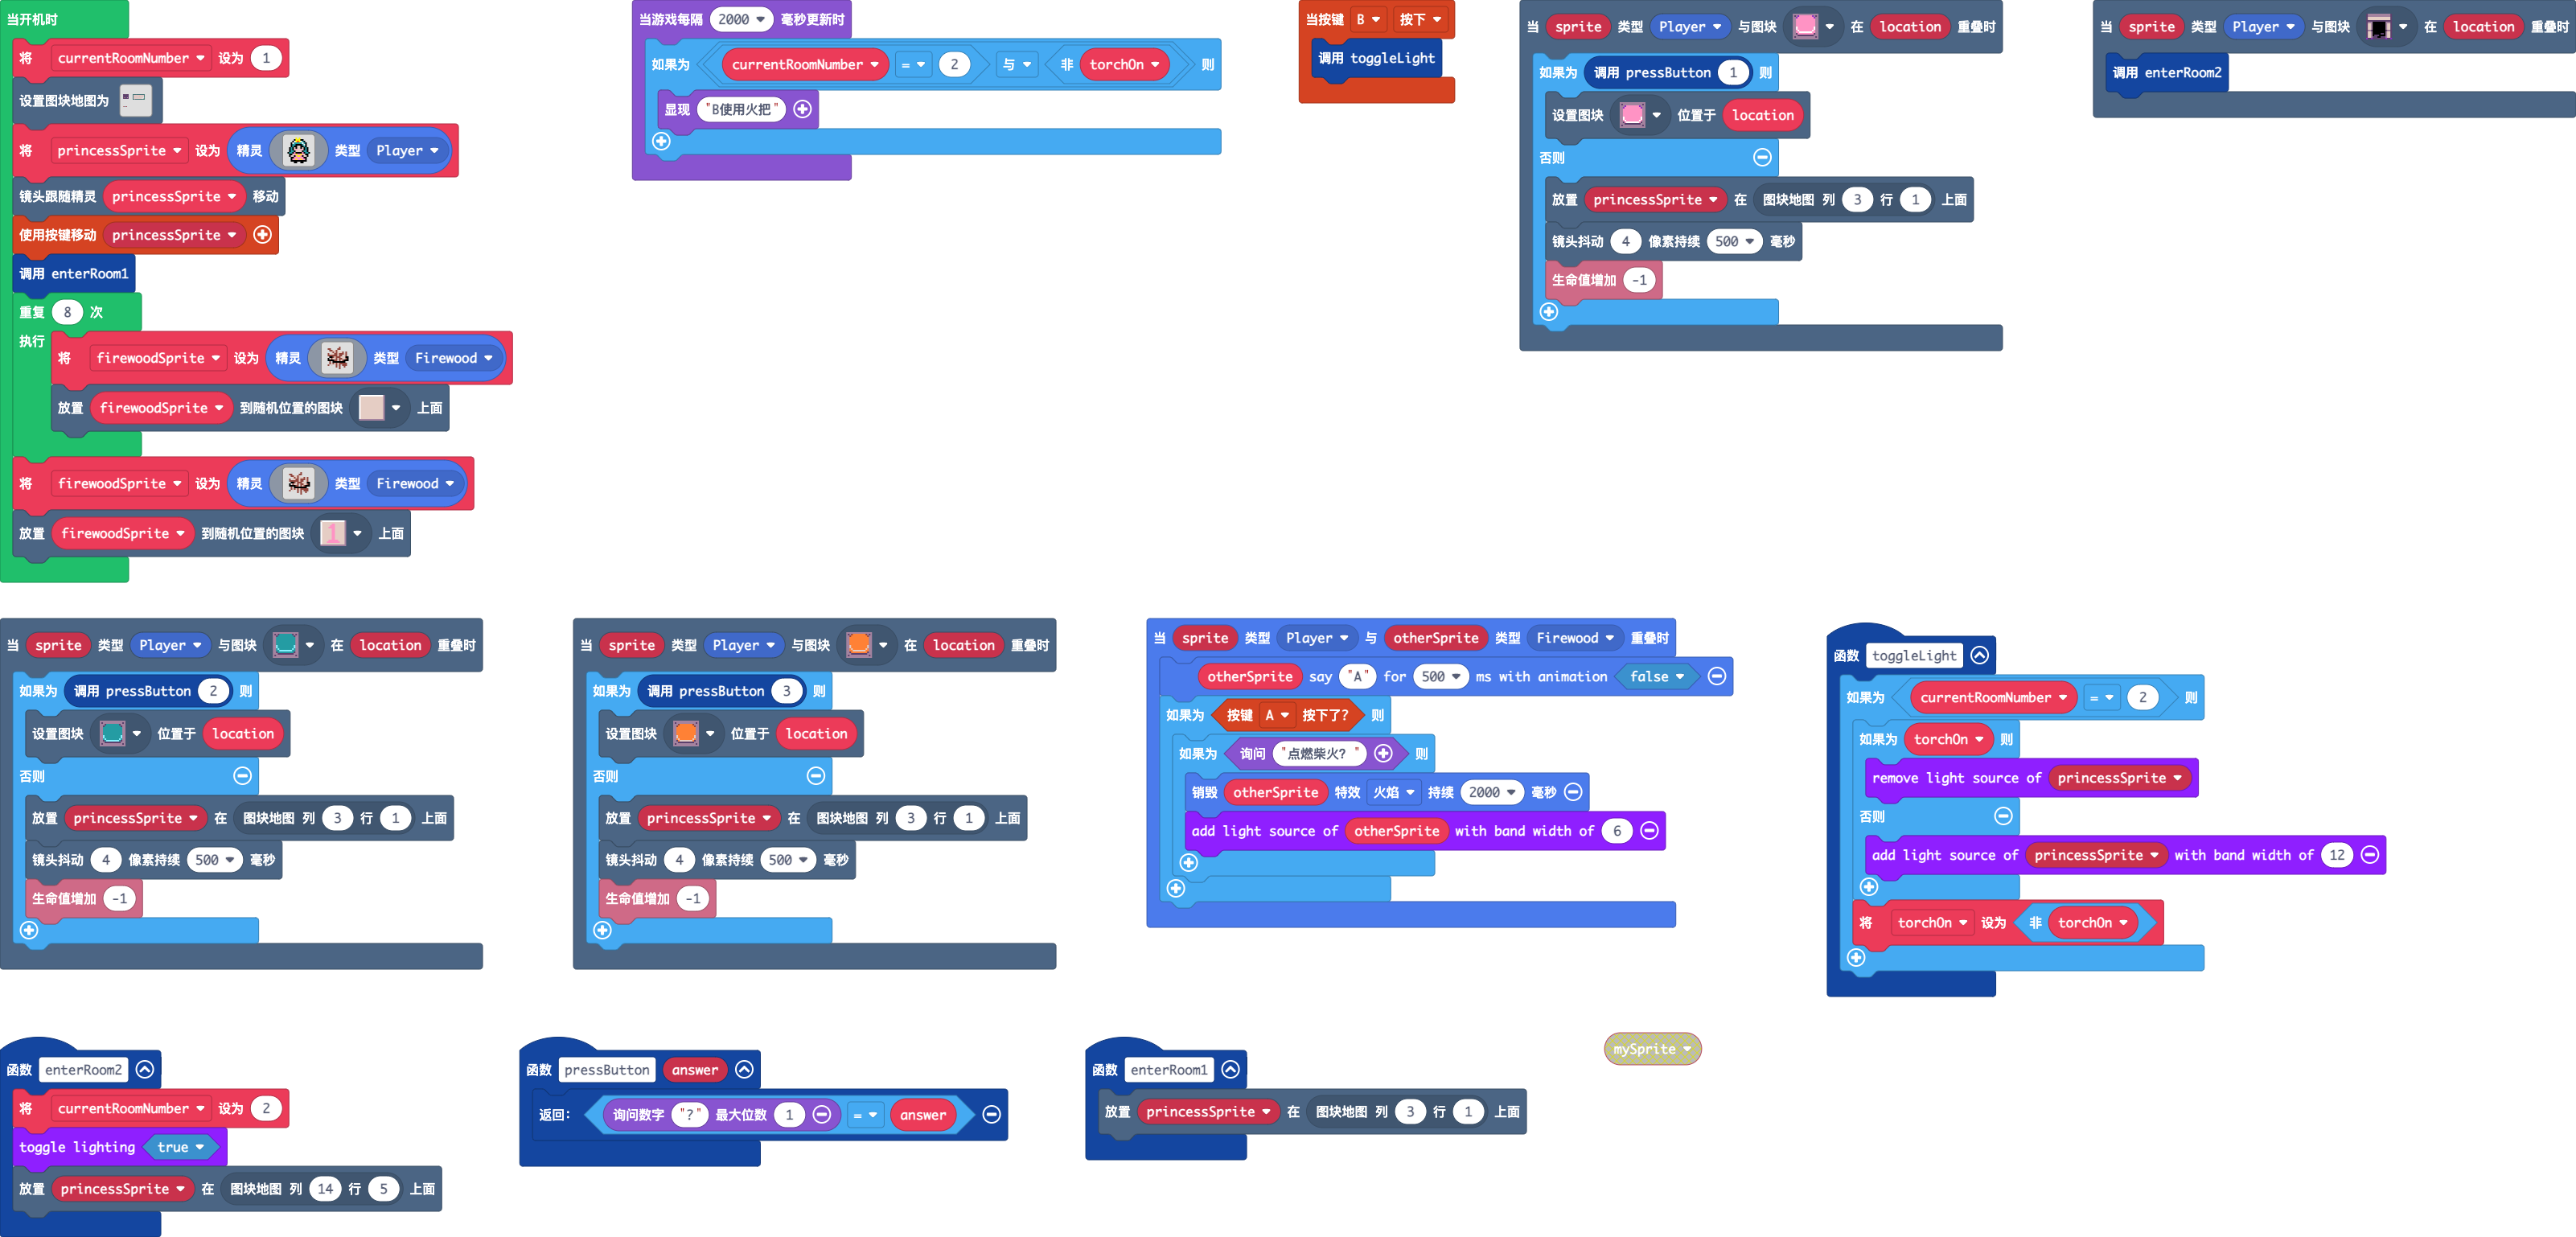 当开机时
将 currentRoomNumber 设为 1
设置图块地图为
将 princessSprite 设为 精灵 类型 Player
镜头跟随精灵 princessSprite 移动
使用按键移动 princessSprite
调用 enterRoom1
重复 8 次
执行
将 firewoodSprite 设为 精灵 类型 Firewood
放置 firewoodSprite 到随机位置的图块 上面
将 firewoodSprite 设为 精灵 类型 Firewood
放置 firewoodSprite 到随机位置的图块 1 上面
当游戏每隔 2000 毫秒更新时
如果为 currentRoomNumber = 2 与 非 torchOn 则
显现 "B使用火把"
当按键 B 按下
调用 toggleLight
当 sprite 类型 Player 与图块 在 location 重叠时
如果为 调用 pressButton 1 则
设置图块 位置于 location
否则
放置 princessSprite 在 图块地图 列 3 行 1 上面
镜头抖动 4 像素持续 500 毫秒
生命值增加 -1
当 sprite 类型 Player 与图块 在 location 重叠时
调用 enterRoom2
当 sprite 类型 Player 与图块 在 location 重叠时
如果为 调用 pressButton 2 则
设置图块 位置于 location
否则
放置 princessSprite 在 图块地图 列 3 行 1 上面
镜头抖动 4 像素持续 500 毫秒
生命值增加 -1
当 sprite 类型 Player 与图块 在 location 重叠时
如果为 调用 pressButton 3 则
设置图块 位置于 location
否则
放置 princessSprite 在 图块地图 列 3 行 1 上面
镜头抖动 4 像素持续 500 毫秒
生命值增加 -1
当 sprite 类型 Player 与 otherSprite 类型 Firewood 重叠时
otherSprite say "A" for 500 ms with animation false
如果为 按键 A 按下了? 则
如果为 询问 "点燃柴火? " 则
销毁 otherSprite 特效 火焰 持续 2000 毫秒
add light source of otherSprite with band width of 6
函数 toggleLight
如果为 currentRoomNumber = 2 则
如果为 torchOn 则
remove light source of princessSprite
否则
add light source of princessSprite with band width of 12
将 torchOn 设为 非 torchOn
函数 enterRoom2
将 currentRoomNumber 设为 2
toggle lighting true
放置 princessSprite 在 图块地图 列 14 行 5 上面
函数 pressButton answer
返回: 询问数字 "?" 最大位数 1 = answer
函数 enterRoom1
放置 princessSprite 在 图块地图 列 3 行 1 上面
mySprite